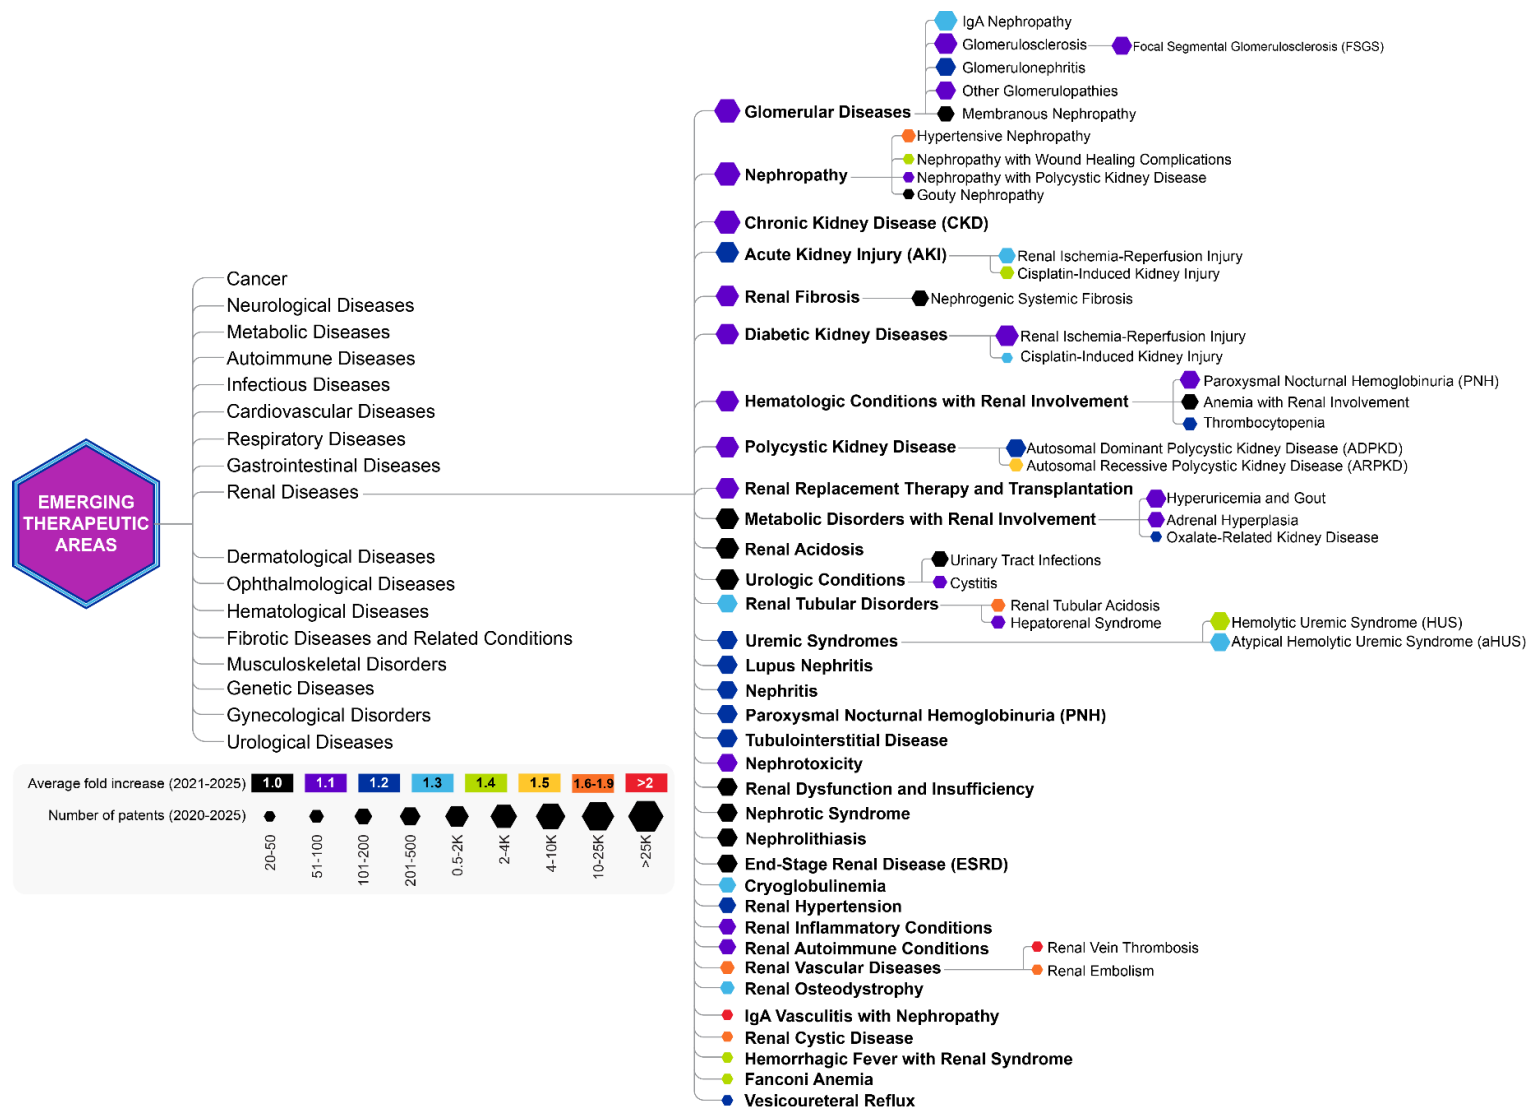 EMERGING
THERAPEUTIC
AREAS
Cancer
Neurological Diseases
Metabolic Diseases
Autoimmune Diseases
Infectious Diseases
Cardiovascular Diseases
Respiratory Diseases
Gastrointestinal Diseases
Renal Diseases
Dermatological Diseases
Ophthalmological Diseases
Hematological Diseases
Fibrotic Diseases and Related Conditions
Musculoskeletal Disorders
Genetic Diseases
Gynecological Disorders
Urological Diseases
Glomerular Diseases
IgA Nephropathy
Glomerulosclerosis
Focal Segmental Glomerulosclerosis (FSGS)
Glomerulonephritis
Other Glomerulopathies
Membranous Nephropathy
Nephropathy
Hypertensive Nephropathy
Nephropathy with Wound Healing Complications
Nephropathy with Polycystic Kidney Disease
Gouty Nephropathy
Chronic Kidney Disease (CKD)
Acute Kidney Injury (AKI)
Renal Ischemia-Reperfusion Injury
Cisplatin-Induced Kidney Injury
Renal Fibrosis
Nephrogenic Systemic Fibrosis
Diabetic Kidney Diseases
Renal Ischemia-Reperfusion Injury
Cisplatin-Induced Kidney Injury
Hematologic Conditions with Renal Involvement
Paroxysmal Nocturnal Hemoglobinuria (PNH)
Anemia with Renal Involvement
Thrombocytopenia
Polycystic Kidney Disease
Autosomal Dominant Polycystic Kidney Disease (ADPKD)
Autosomal Recessive Polycystic Kidney Disease (ARPKD)
Renal Replacement Therapy and Transplantation
Metabolic Disorders with Renal Involvement
Hyperuricemia and Gout
Adrenal Hyperplasia
Oxalate-Related Kidney Disease
Renal Acidosis
Urologic Conditions
Urinary Tract Infections
Cystitis
Renal Tubular Disorders
Renal Tubular Acidosis
Hepatorenal Syndrome
Uremic Syndromes
Hemolytic Uremic Syndrome (HUS)
Atypical Hemolytic Uremic Syndrome (aHUS)
Lupus Nephritis
Nephritis
Paroxysmal Nocturnal Hemoglobinuria (PNH)
Tubulointerstitial Disease
Nephrotoxicity
Renal Dysfunction and Insufficiency
Nephrotic Syndrome
Nephrolithiasis
End-Stage Renal Disease (ESRD)
Cryoglobulinemia
Renal Hypertension
Renal Inflammatory Conditions
Renal Autoimmune Conditions
Renal Vascular Diseases
Renal Vein Thrombosis
Renal Embolism
Renal Osteodystrophy
IgA Vasculitis with Nephropathy
Renal Cystic Disease
Hemorrhagic Fever with Renal Syndrome
Fanconi Anemia
Vesicoureteral Reflux
Average fold increase (2021-2025) 1.0 1.1 1.2 1.3 1.4 1.5 1.6-1.9 >2
Number of patents (2020-2025)
20-50 51-100 101-200 201-500 0.5-2K 2-4K 4-10K 10-25K >25K